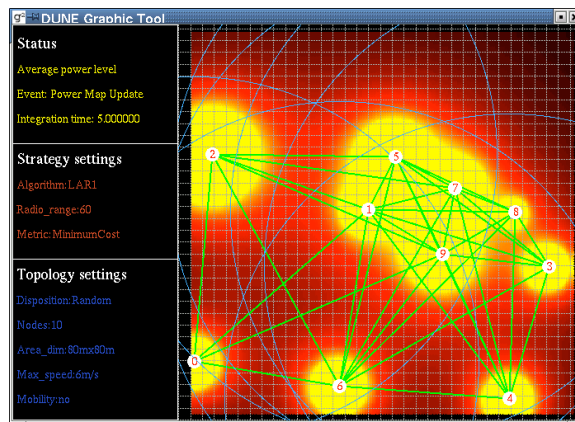 DUNE Graphic Tool
Status
Average power level
Event: Power Map Update
Integration time: 5.000000
Strategy settings
Algorithm:LAR1
Radio_range:60
Metric:MinimumCost
Topology settings
Disposition:Random
Nodes:10
Area_dim:80mx80m
Max_speed:6m/s
Mobility:no
2
5
7
1
8
9
3
0
6
4